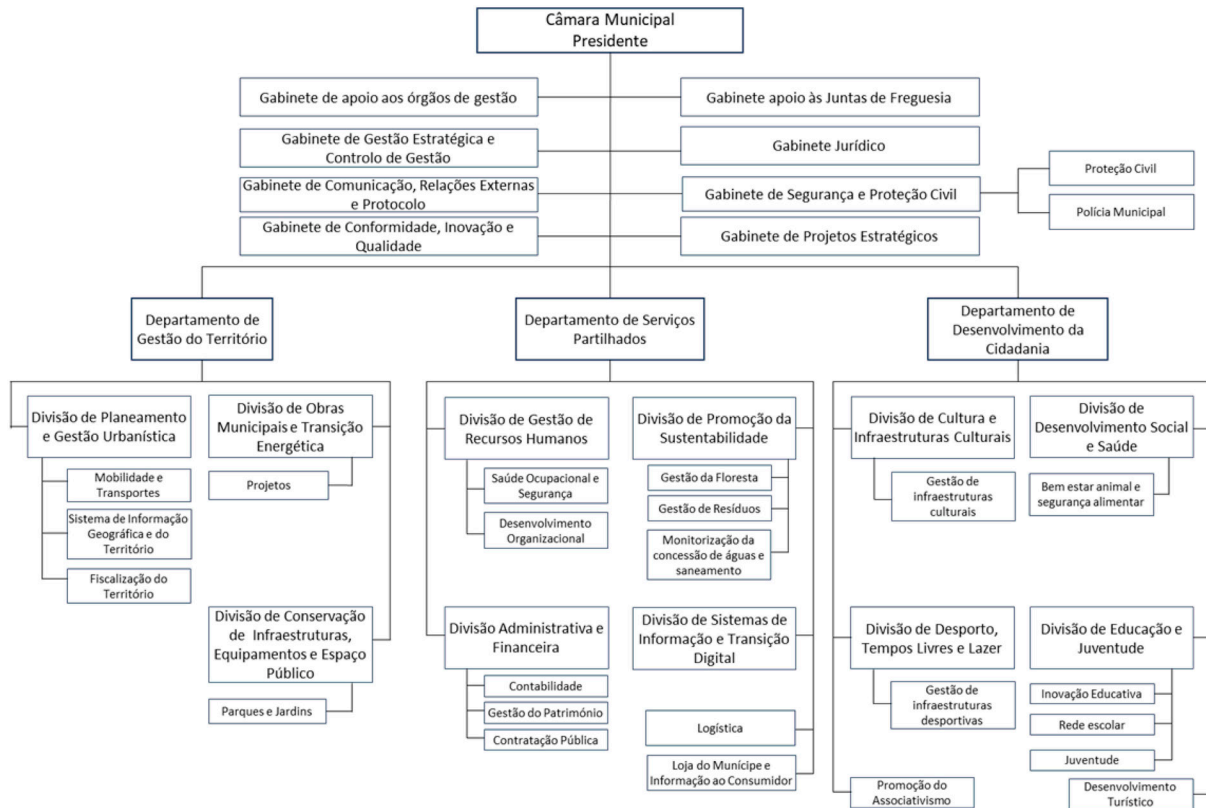 Câmara Municipal
Presidente
Gabinete de apoio aos órgãos de gestão
Gabinete apoio às Juntas de Freguesia
Gabinete de Gestão Estratégica e
Controlo de Gestão
Gabinete Jurídico
Gabinete de Comunicação, Relações Externas
e Protocolo
Gabinete de Segurança e Proteção Civil
Proteção Civil
Polícia Municipal
Gabinete de Conformidade, Inovação e
Qualidade
Gabinete de Projetos Estratégicos
Departamento de
Gestão do Território
Departamento de Serviços
Partilhados
Departamento de
Desenvolvimento da
Cidadania
Divisão de Planeamento
e Gestão Urbanística
Mobilidade e
Transportes
Sistema de Informação
Geográfica e do
Território
Fiscalização do
Território
Divisão de Obras
Municipais e Transição
Energética
Projetos
Divisão de Conservação
de Infraestruturas,
Equipamentos e Espaço
Público
Parques e Jardins
Divisão de Gestão de
Recursos Humanos
Saúde Ocupacional e
Segurança
Desenvolvimento
Organizacional
Divisão de Promoção da
Sustentabilidade
Gestão da Floresta
Gestão de Resíduos
Monitorização da
concessão de águas e
saneamento
Divisão Administrativa e
Financeira
Contabilidade
Gestão do Património
Contratação Pública
Divisão de Sistemas de
Informação e Transição
Digital
Logística
Loja do Munícipe e
Informação ao Consumidor
Divisão de Cultura e
Infraestruturas Culturais
Gestão de
infraestruturas
culturais
Divisão de
Desenvolvimento Social
e Saúde
Bem estar animal e
segurança alimentar
Divisão de Desporto,
Tempos Livres e Lazer
Gestão de
infraestruturas
desportivas
Divisão de Educação e
Juventude
Inovação Educativa
Rede escolar
Juventude
Promoção do
Associativismo
Desenvolvimento
Turístico